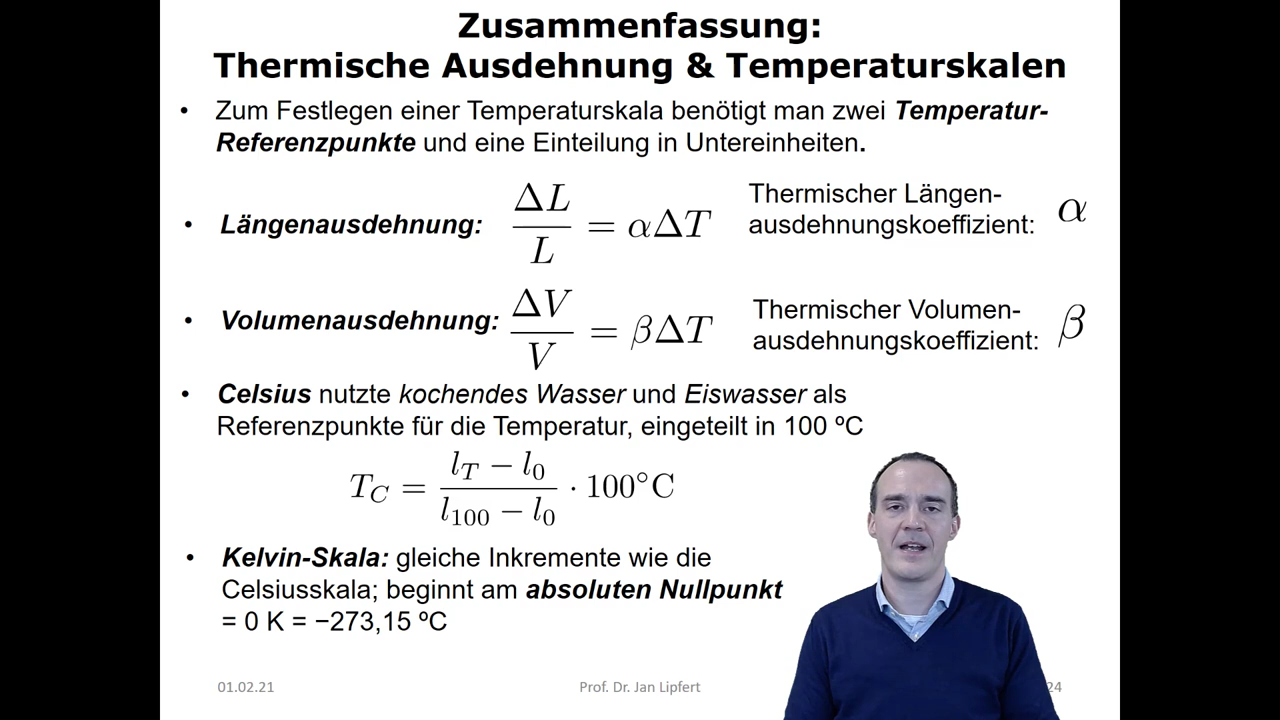 Zusammenfassung:
Thermische Ausdehnung & Temperaturskalen
• Zum Festlegen einer Temperaturskala benötigt man zwei Temperatur-
Referenzpunkte und eine Einteilung in Untereinheiten.
• Längenausdehnung: ΔL/L = αΔT
Thermischer Längen-
ausdehnungskoeffizient: α
• Volumenausdehnung: ΔV/V = βΔT
Thermischer Volumen-
ausdehnungskoeffizient: β
• Celsius nutzte kochendes Wasser und Eiswasser als
Referenzpunkte für die Temperatur, eingeteilt in 100 ºC
T_C = (l_T − l_0)/(l_100 − l_0) · 100°C
• Kelvin-Skala: gleiche Inkremente wie die
Celsiusskala; beginnt am absoluten Nullpunkt
= 0 K = −273,15 ºC
01.02.21 Prof. Dr. Jan Lipfert 24